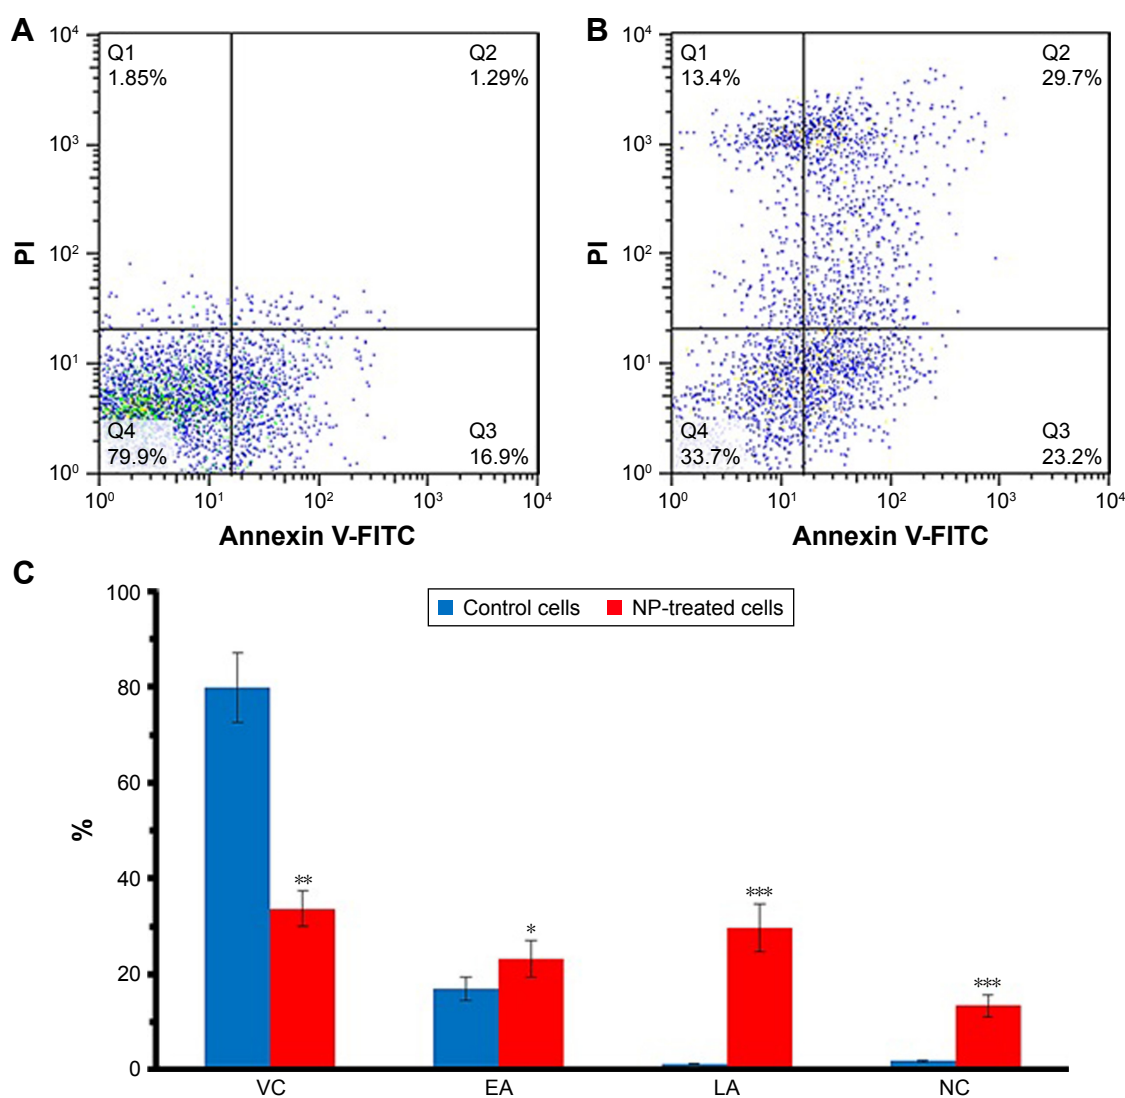 A
B
10⁴
10³
10²
10¹
10⁰
PI
Q1
1.85%
Q2
1.29%
Q4
79.9%
Q3
16.9%
10⁰ 10¹ 10² 10³ 10⁴
Annexin V-FITC
10⁴
10³
10²
10¹
10⁰
PI
Q1
13.4%
Q2
29.7%
Q4
33.7%
Q3
23.2%
10⁰ 10¹ 10² 10³ 10⁴
Annexin V-FITC
C
Control cells NP-treated cells
100
80
60
40
20
0
%
**
*
***
***
VC EA LA NC